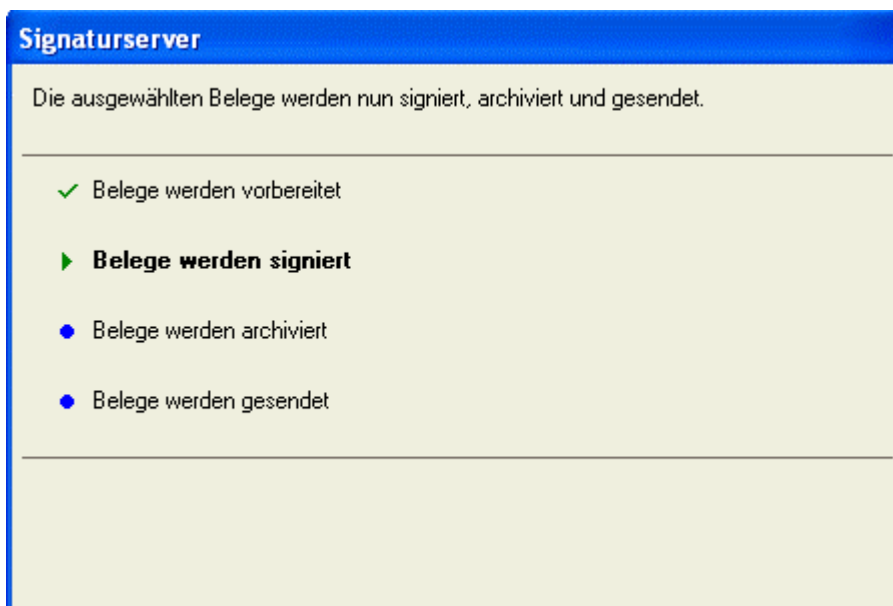 Signaturserver
Die ausgewählten Belege werden nun signiert, archiviert und gesendet.
Belege werden vorbereitet
Belege werden signiert
Belege werden archiviert
Belege werden gesendet